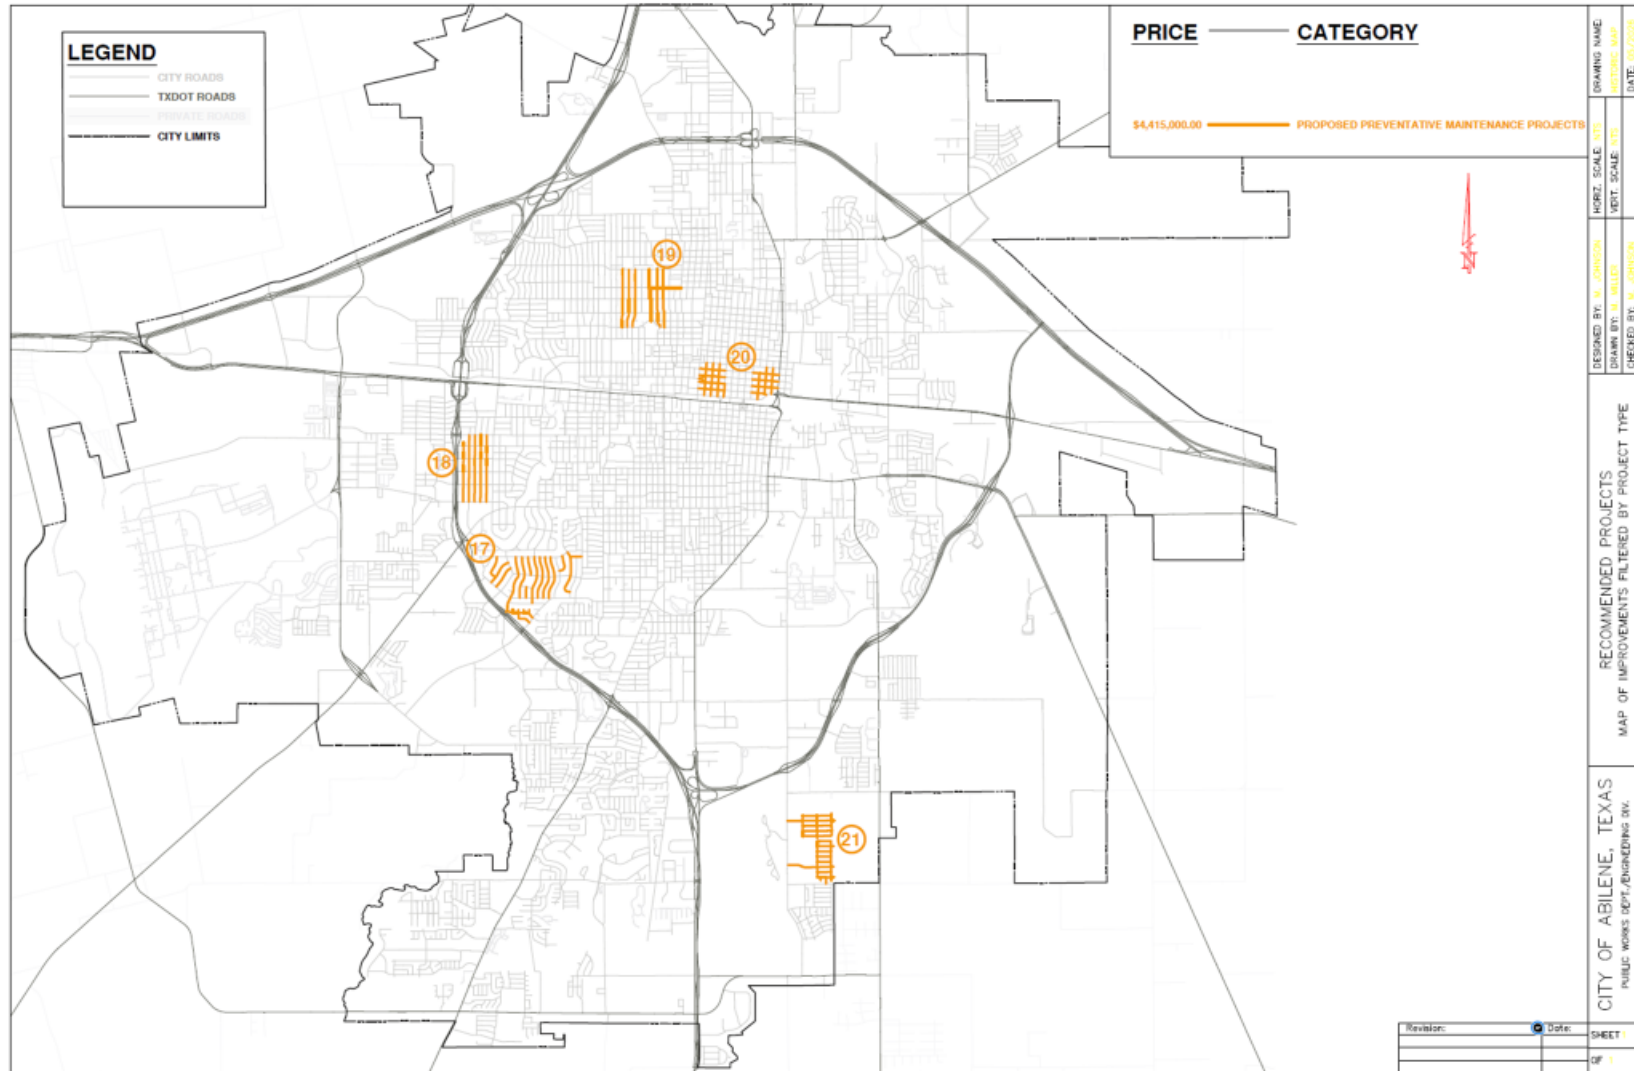 LEGEND
CITY ROADS
TXDOT ROADS
PRIVATE ROADS
CITY LIMITS
PRICE CATEGORY
$4,415,000.00 PROPOSED PREVENTATIVE MAINTENANCE PROJECTS
19
20
18
17
21
DRAWING NAME:
DATE:
HORIZ. SCALE: NTS
VERT. SCALE: NTS
DESIGNED BY:
DRAWN BY:
CHECKED BY:
RECOMMENDED PROJECTS
MAP OF IMPROVEMENTS FILTERED BY PROJECT TYPE
CITY OF ABILENE, TEXAS
PUBLIC WORKS DEPT./ENGINEERING DIV.
Revision: Date:
SHEET
OF